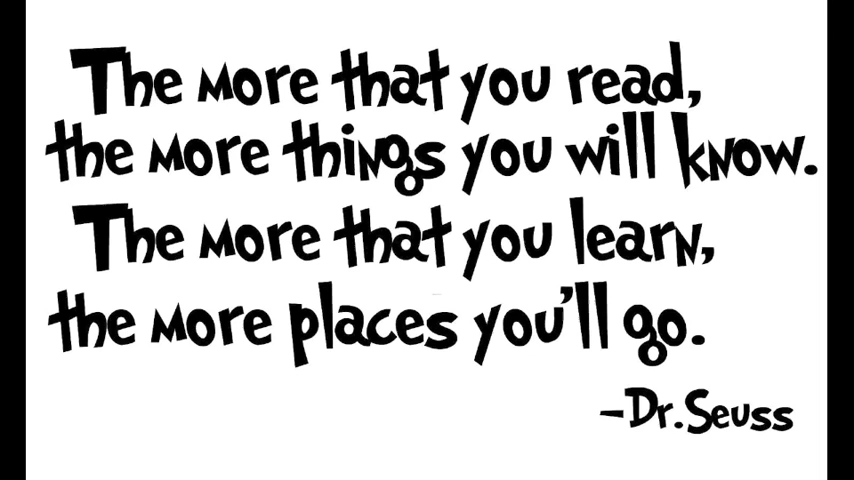 The more that you read,
the more things you will know.
The more that you learn,
the more places you'll go.
-Dr.Seuss